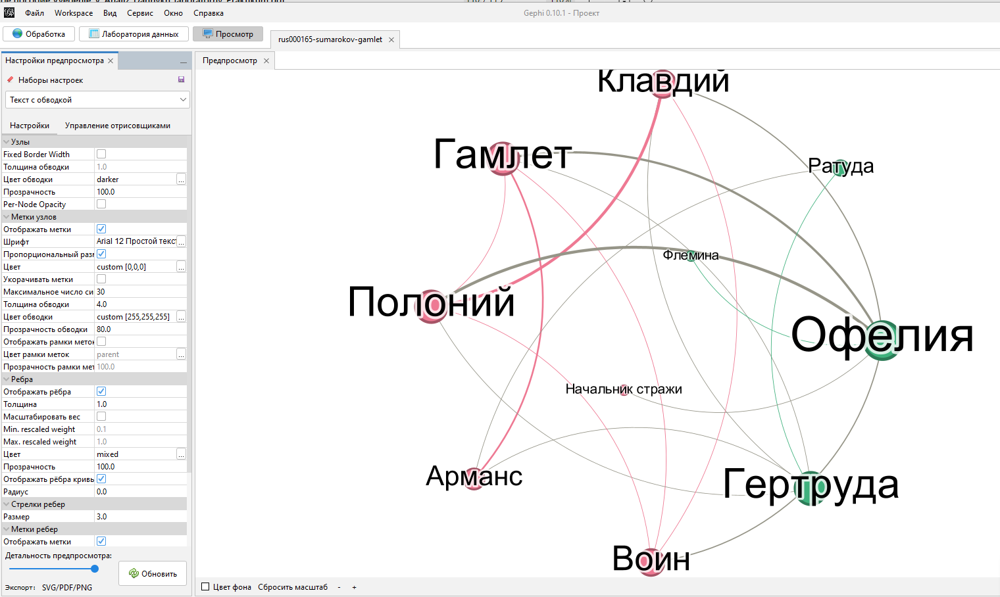 Файл Workspace Вид Сервис Окно Справка
Gephi 0.10.1 - Проект
Обработка
Лаборатория данных
Просмотр
rus000165-sumarokov-gamlet
Настройки предпросмотра
Предпросмотр
Наборы настроек
Текст с обводкой
Настройки Управление отрисовщиками
Узлы
Fixed Border Width
Толщина обводки 1.0
Цвет обводки darker ...
Прозрачность 100.0
Per-Node Opacity
Метки узлов
Отображать метки
Шрифт Arial 12 Простой текс ...
Пропорциональный раз
Цвет custom [0,0,0] ...
Укорачивать метки
Максимальное число си 30
Толщина обводки 4.0
Цвет обводки custom [255,255,255] ...
Прозрачность обводки 80.0
Отображать рамки меток
Цвет рамки меток parent ...
Прозрачность рамки мет 100.0
Ребра
Отображать рёбра
Толщина 1.0
Масштабировать вес
Min. rescaled weight 0.1
Max. rescaled weight 1.0
Цвет mixed ...
Прозрачность 100.0
Отображать рёбра кривы
Радиус 0.0
Стрелки ребер
Размер 3.0
Метки ребер
Отображать метки
Детальность предпросмотра:
Обновить
Экспорт: SVG/PDF/PNG
Клавдий
Гамлет
Ратуда
Флемина
Полоний
Офелия
Начальник стражи
Арманс
Гертруда
Воин
Цвет фона Сбросить масштаб - +